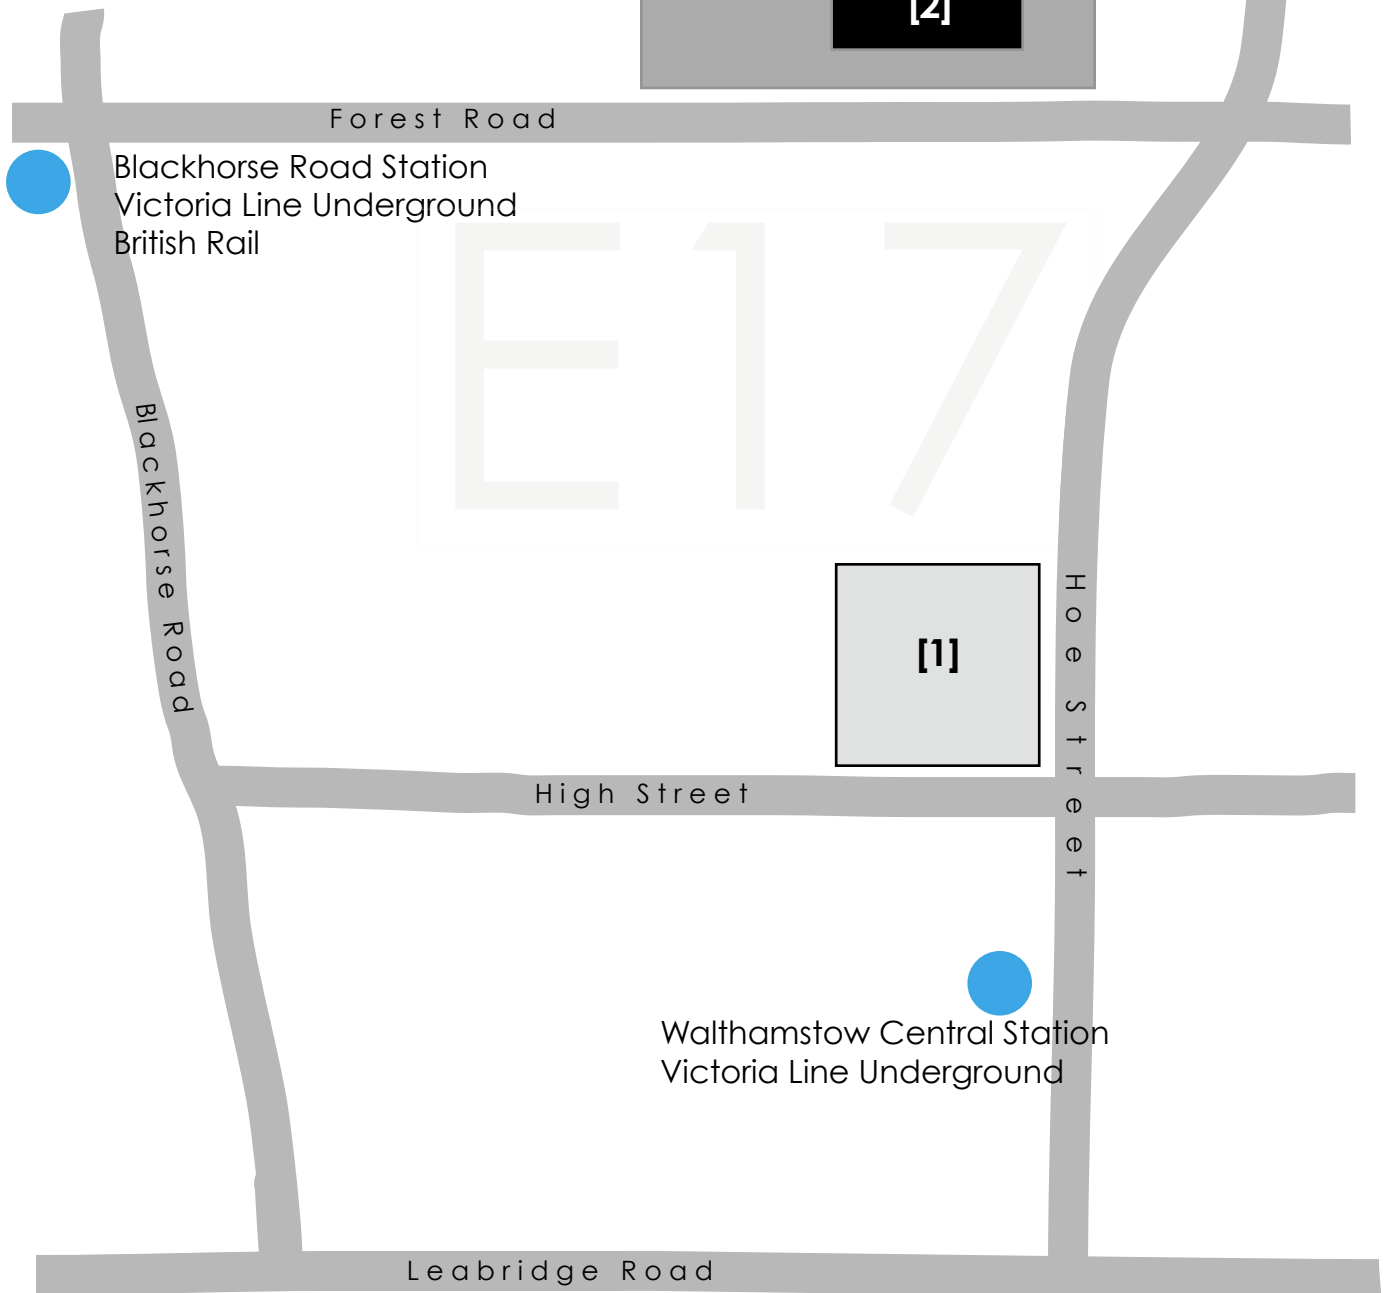 [2]
Forest Road
Blackhorse Road Station
Victoria Line Underground
British Rail
E17
Blackhorse Road
Hoe Street
[1]
High Street
Walthamstow Central Station
Victoria Line Underground
Leabridge Road